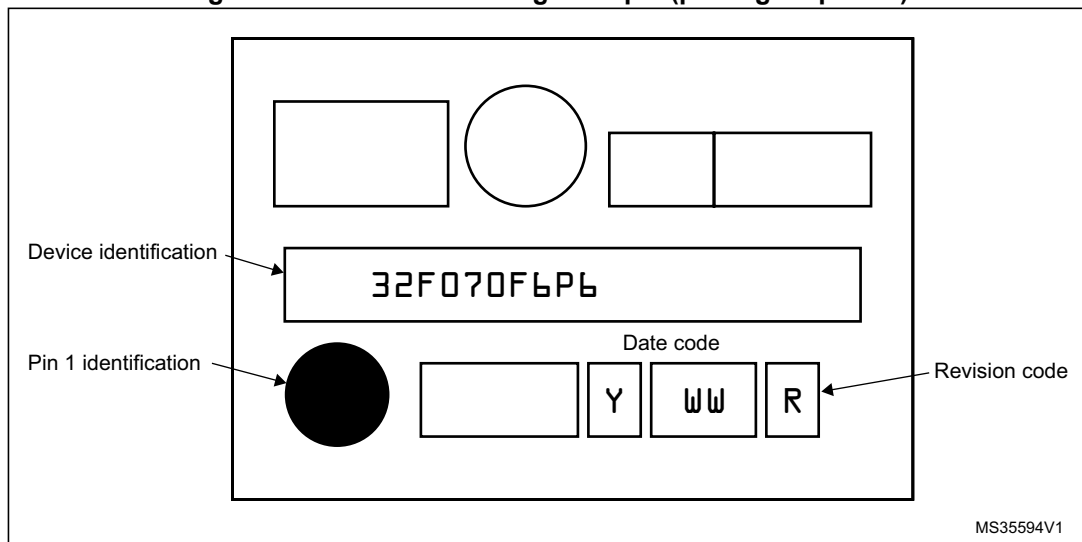 Device identification
32F070F6P6
Date code
Pin 1 identification
Y WW R
Revision code
MS35594V1